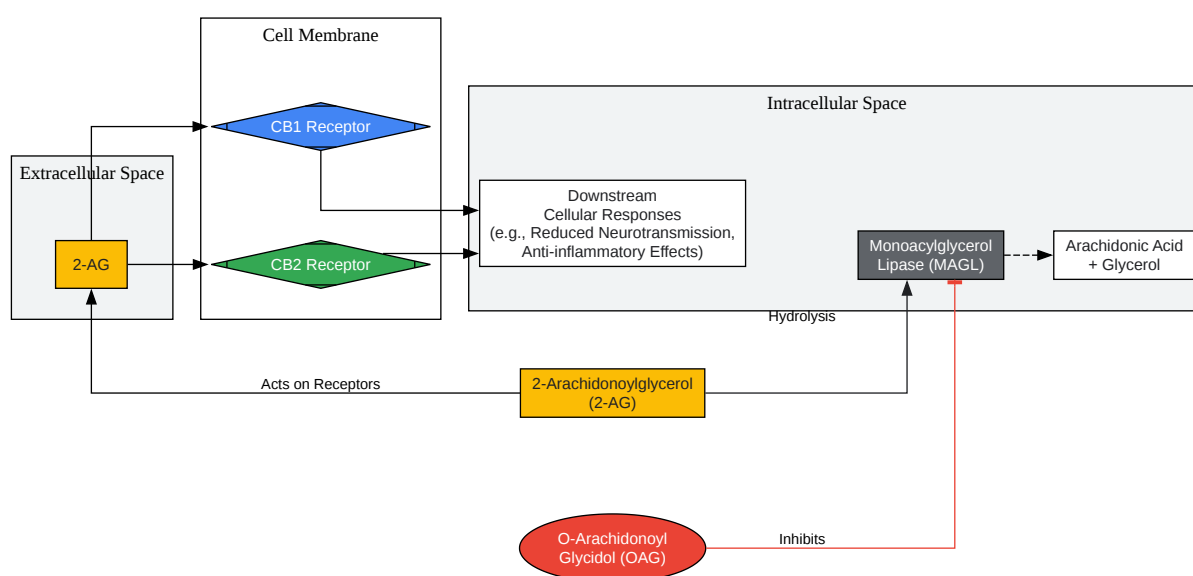 Cell Membrane
Intracellular Space
CB1 Receptor
Extracellular Space
Downstream
Cellular Responses
(e.g., Reduced Neurotransmission,
Anti-inflammatory Effects)
2-AG
CB2 Receptor
Monoacylglycerol
Lipase (MAGL)
Arachidonic Acid
+ Glycerol
Hydrolysis
Acts on Receptors
2-Arachidonoylglycerol
(2-AG)
O-Arachidonoyl
Glycidol (OAG)
Inhibits